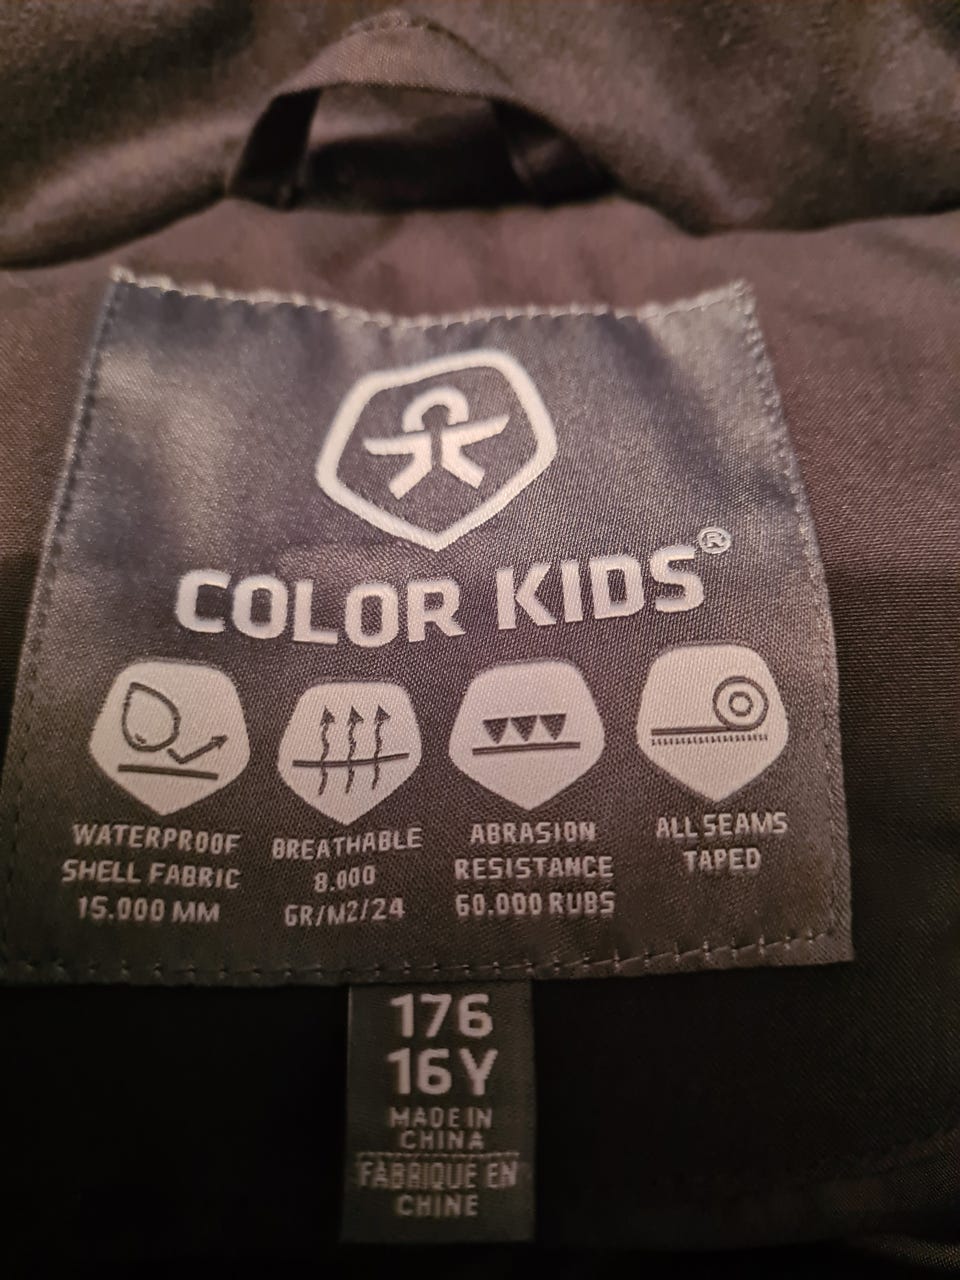 COLOR KIDS®
WATERPROOF
SHELL FABRIC
15.000 MM
BREATHABLE
8.000
GR/M2/24
ABRASION
RESISTANCE
60.000 RUBS
ALL SEAMS
TAPED
176
16Y
MADE IN
CHINA
FABRIQUE EN
CHINE